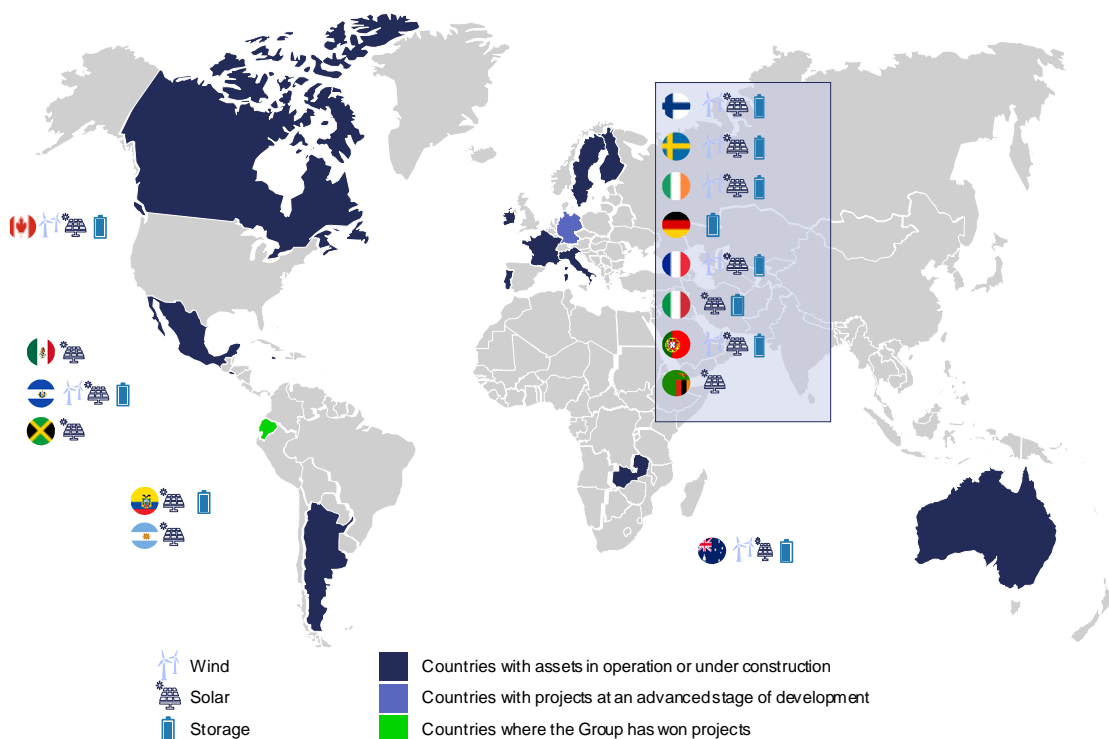 Wind
Countries with assets in operation or under construction
Solar
Countries with projects at an advanced stage of development
Storage
Countries where the Group has won projects